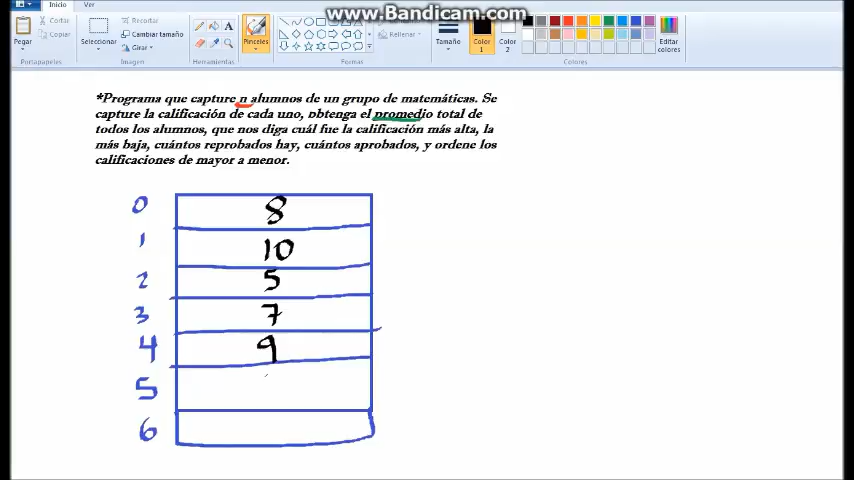 www.Bandicam.com
Inicio Ver
Pegar
Cortar
Copiar
Portapapeles
Seleccionar
Recortar
Cambiar tamaño
Girar
Imagen
A
Herramientas
Pinceles
Rellenar
Formas
Tamaño
Color 1
Color 2
Editar colores
Colores
*Programa que capture n alumnos de un grupo de matemáticas. Se
capture la calificación de cada uno, obtenga el promedio total de
todos los alumnos, que nos diga cuál fue la calificación más alta, la
más baja, cuántos reprobados hay, cuántos aprobados, y ordene los
calificaciones de mayor a menor.
0 8
1 10
2 5
3 7
4 9
5
6